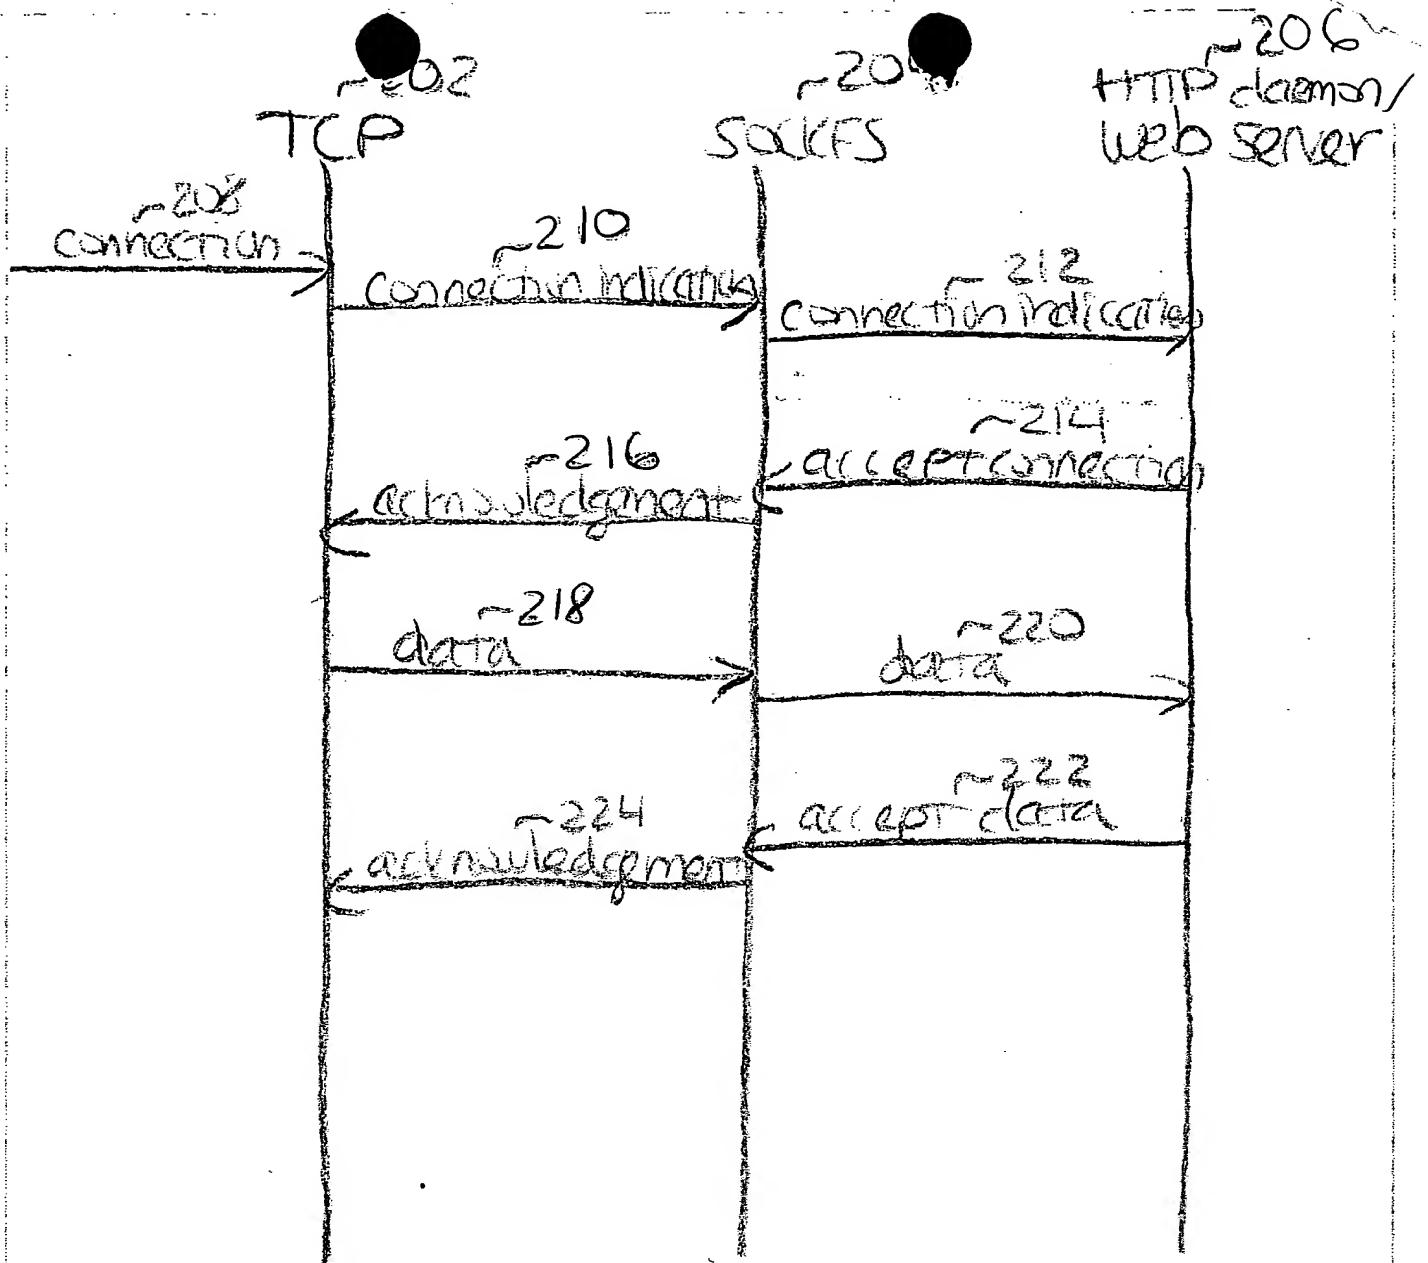 ~202
~204
~206
TCP
SOCKFS
HTTP daemon/
web server
~208
connection
~210
connection indication
~212
connection indication
~214
accept connection
~216
acknowledgement
~218
data
~220
data
~222
accept data
~224
acknowledgement